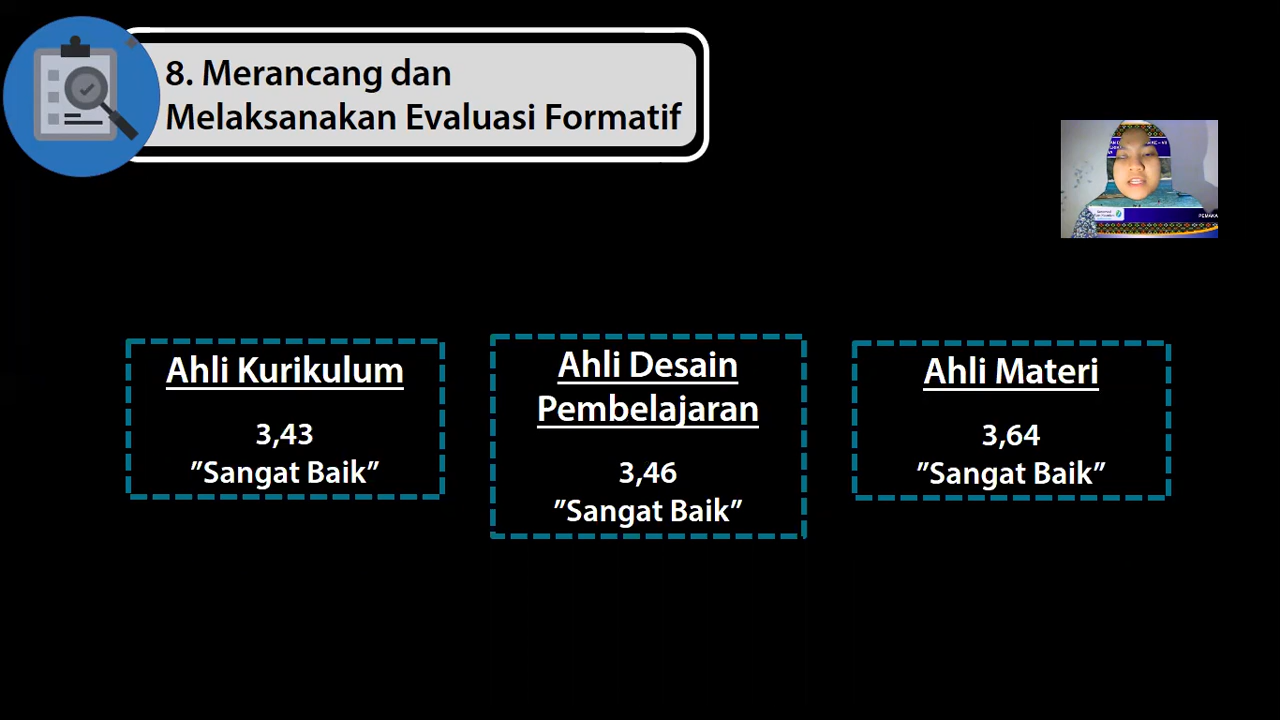 8. Merancang dan
Melaksanakan Evaluasi Formatif
PEMAKA
Ahli Kurikulum
3,43
”Sangat Baik”
Ahli Desain
Pembelajaran
3,46
”Sangat Baik”
Ahli Materi
3,64
”Sangat Baik”